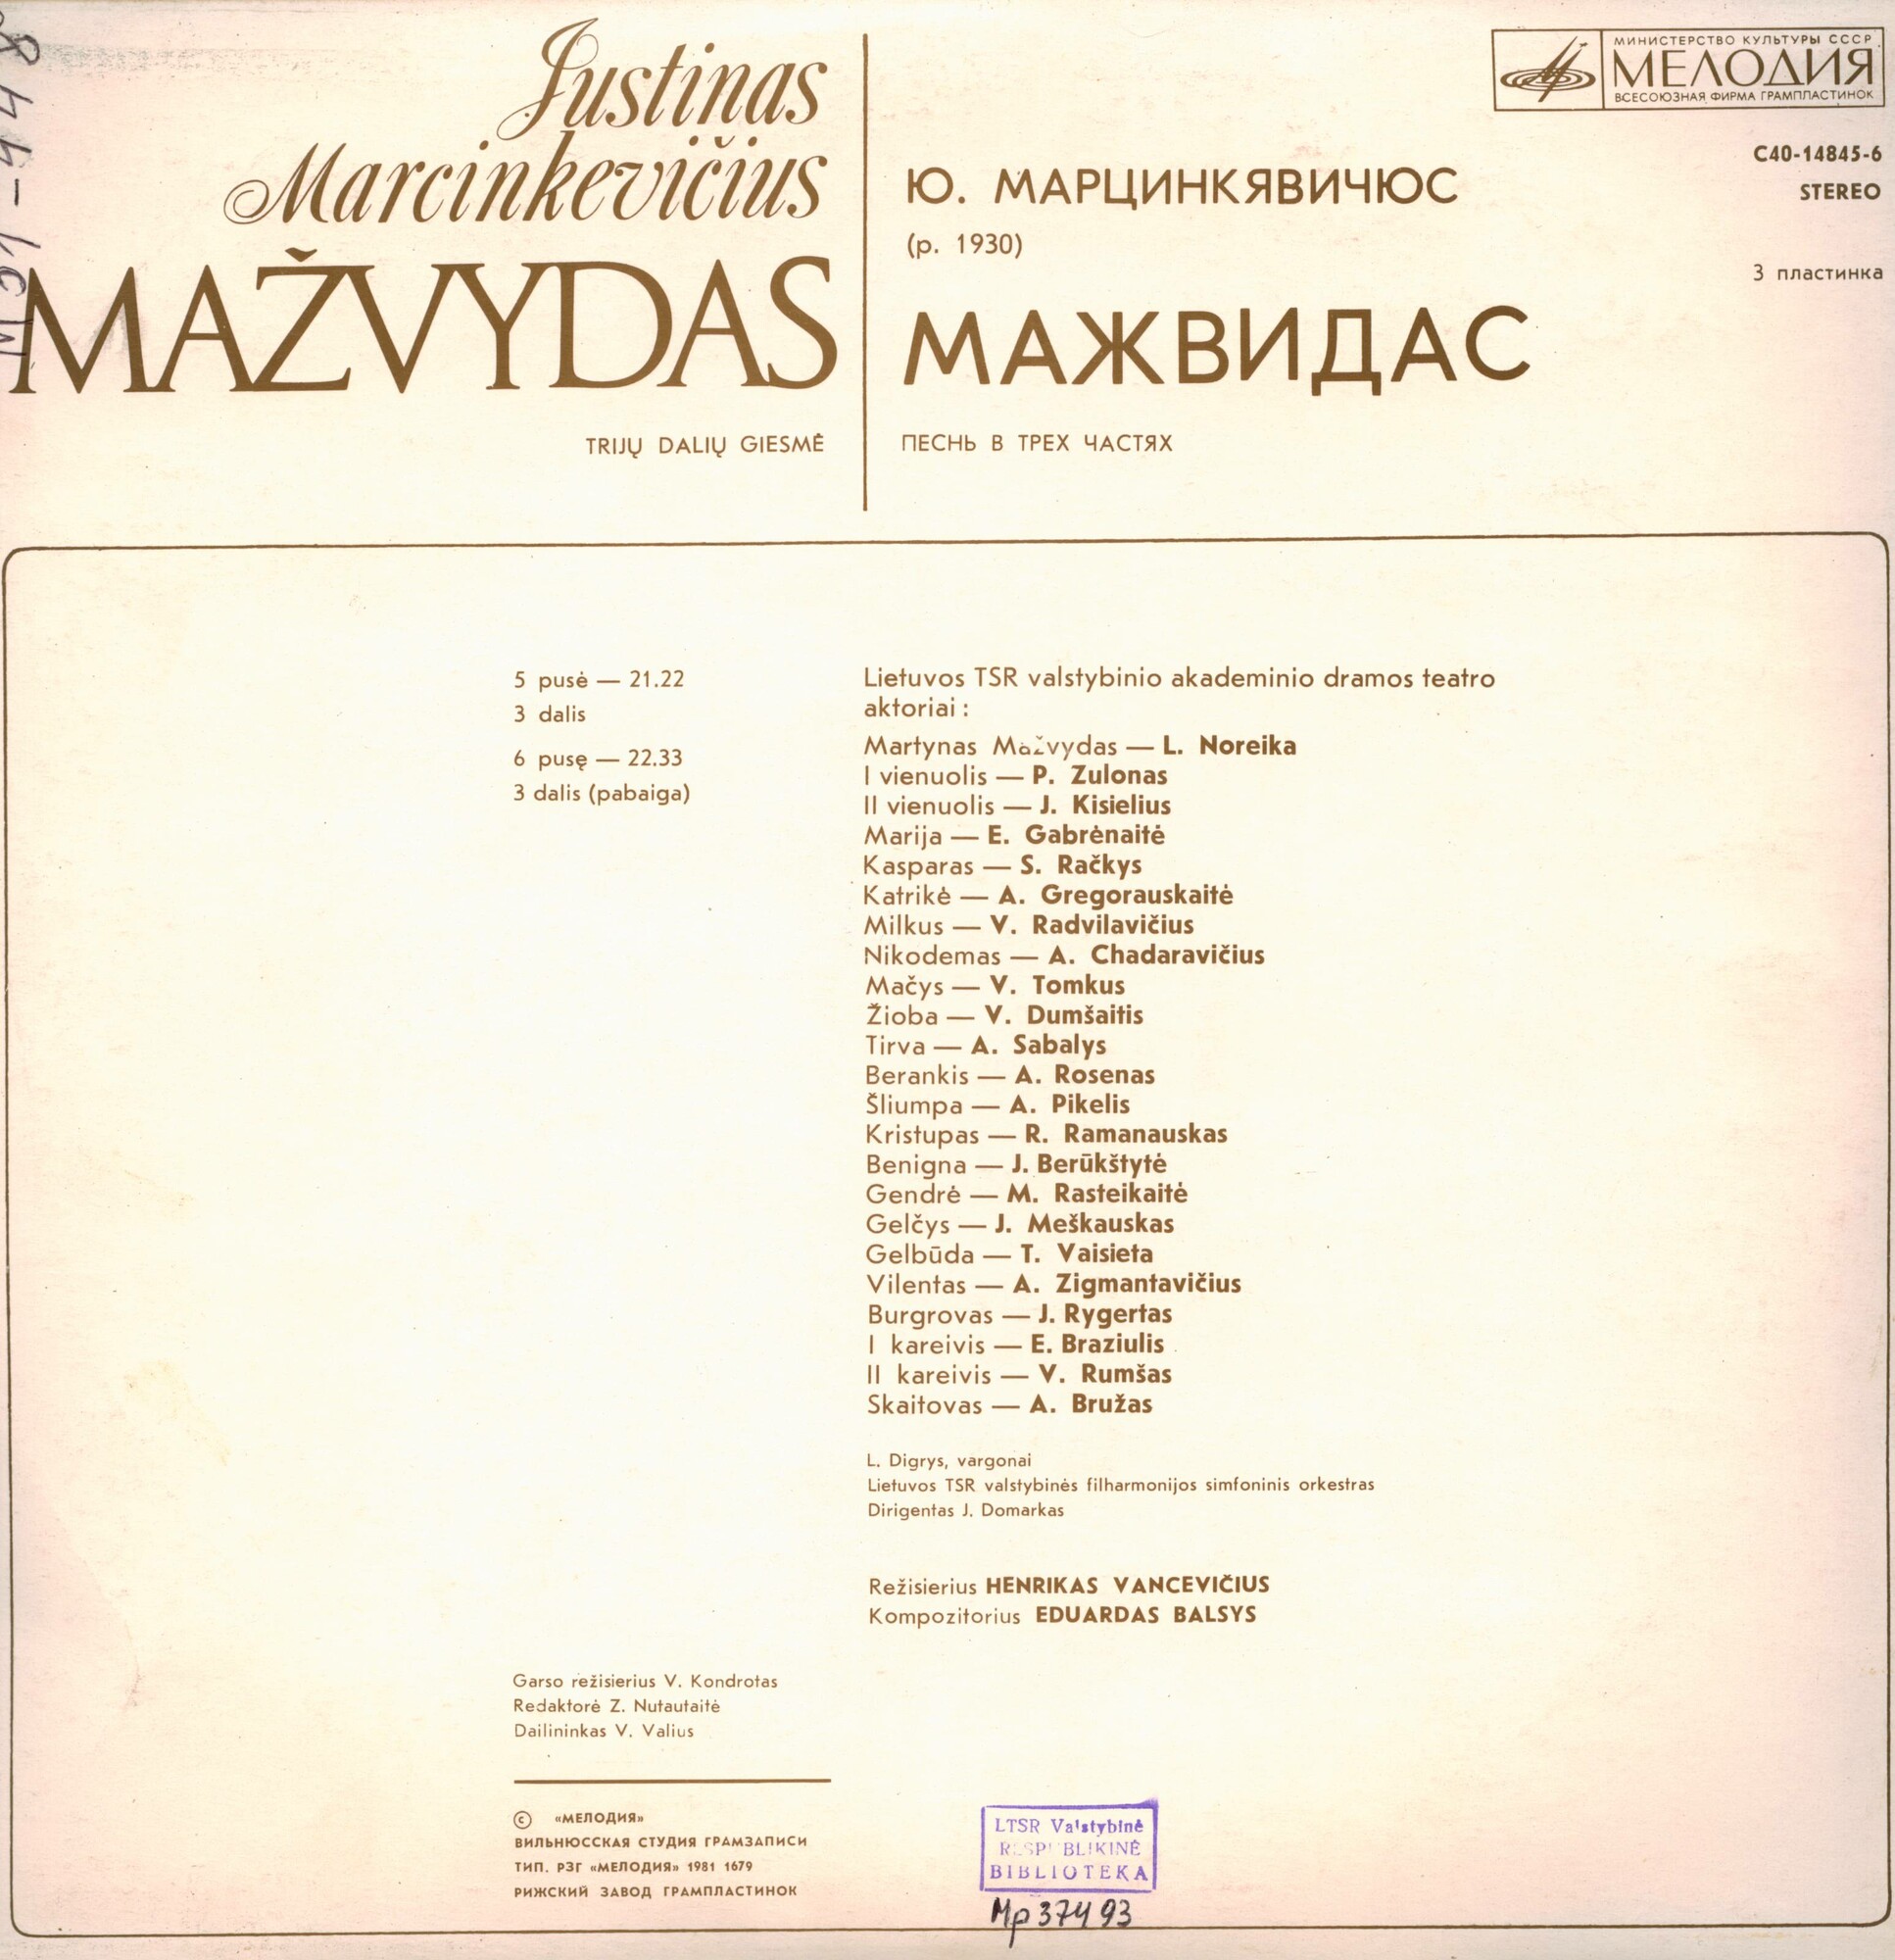 Justinas
Marcinkevičius
MAŽVYDAS
TRIJŲ DALIŲ GIESMĖ
Ю. МАРЦИНКЯВИЧЮС
(р. 1930)
МАЖВИДАС
ПЕСНЬ В ТРЕХ ЧАСТЯХ
МИНИСТЕРСТВО КУЛЬТУРЫ СССР
МЕЛОДИЯ
ВСЕСОЮЗНАЯ ФИРМА ГРАМПЛАСТИНОК
С40-14845-6
STEREO
3 пластинка
5 pusė — 21.22
3 dalis
6 pusę — 22.33
3 dalis (pabaiga)
Lietuvos TSR valstybinio akademinio dramos teatro
aktoriai :
Martynas Mažvydas — L. Noreika
I vienuolis — P. Zulonas
II vienuolis — J. Kisielius
Marija — E. Gabrėnaitė
Kasparas — S. Račkys
Katrikė — A. Gregorauskaitė
Milkus — V. Radvilavičius
Nikodemas — A. Chadaravičius
Mačys — V. Tomkus
Žioba — V. Dumšaitis
Tirva — A. Sabalys
Berankis — A. Rosenas
Šliumpa — A. Pikelis
Kristupas — R. Ramanauskas
Benigna — J. Berūkštytė
Gendrė — M. Rasteikaitė
Gelčys — J. Meškauskas
Gelbūda — T. Vaisieta
Vilentas — A. Zigmantavičius
Burgrovas — J. Rygertas
I kareivis — E. Braziulis
II kareivis — V. Rumšas
Skaitovas — A. Bružas
L. Digrys, vargonai
Lietuvos TSR valstybinės filharmonijos simfoninis orkestras
Dirigentas J. Domarkas
Režisierius HENRIKAS VANCEVIČIUS
Kompozitorius EDUARDAS BALSYS
Garso režisierius V. Kondrotas
Redaktorė Z. Nutautaitė
Dailininkas V. Valius
© «МЕЛОДИЯ»
ВИЛЬНЮССКАЯ СТУДИЯ ГРАМЗАПИСИ
ТИП. РЗГ «МЕЛОДИЯ» 1981 1679
РИЖСКИЙ ЗАВОД ГРАМПЛАСТИНОК
LTSR Valstybinė
RESPUBLIKINĖ
BIBLIOTEKA
Mp 37493